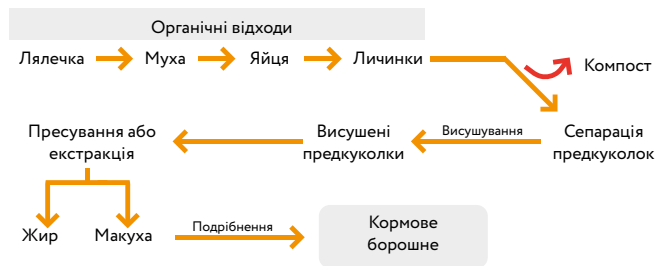 Органічні відходи
Лялечка
Муха
Яйця
Личинки
Компост
Пресування або
екстракція
Висушені
предкуколки
Висушування
Сепарація
предкуколок
Жир
Макуха
Подрібнення
Кормове
борошне